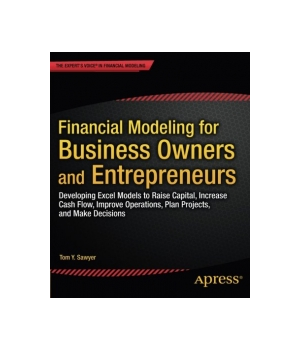 THE EXPERT'S VOICE® IN FINANCIAL MODELING
Financial Modeling for
Business Owners
and Entrepreneurs
Developing Excel Models to Raise Capital, Increase
Cash Flow, Improve Operations, Plan Projects,
and Make Decisions
Tom Y. Sawyer
Apress®